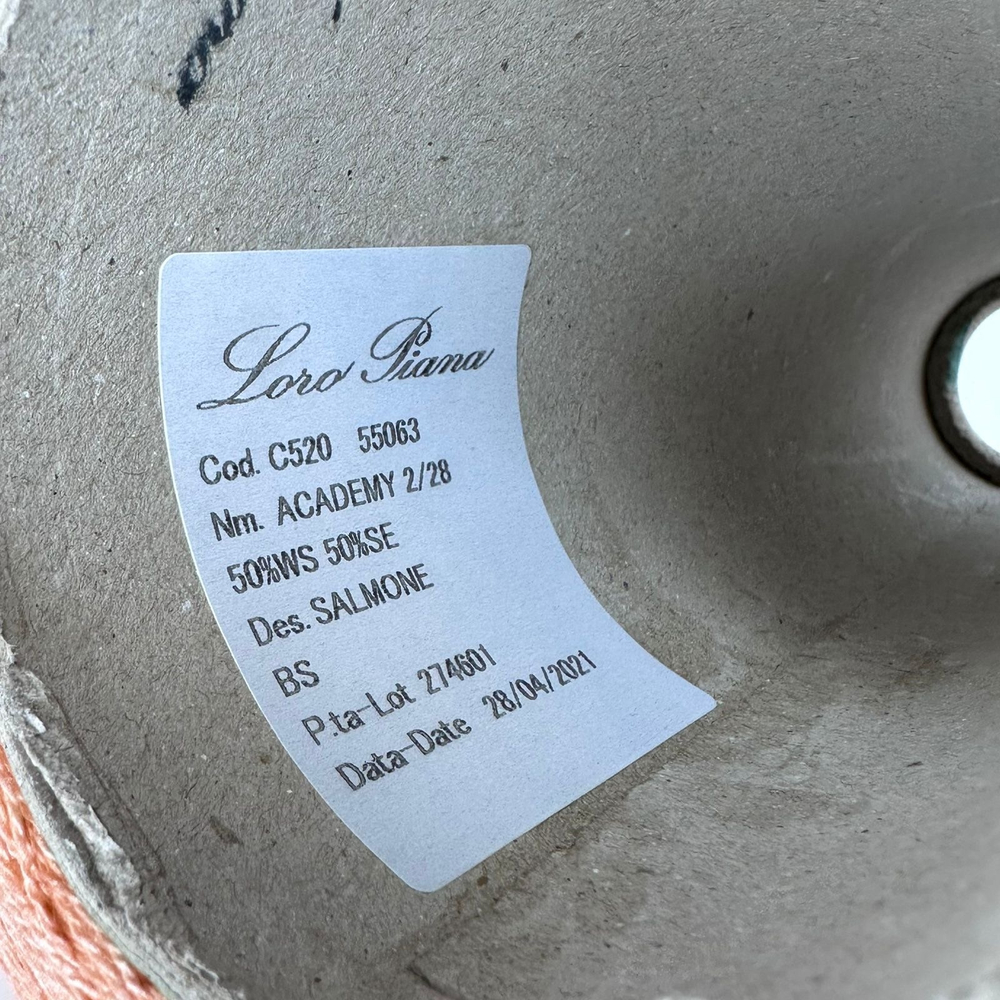 Loro Piana
Cod. C520 55063
Nm. ACADEMY 2/28
50%WS 50%SE
Des. SALMONE
BS
P.ta-Lot 274601
Data-Date 28/04/2021